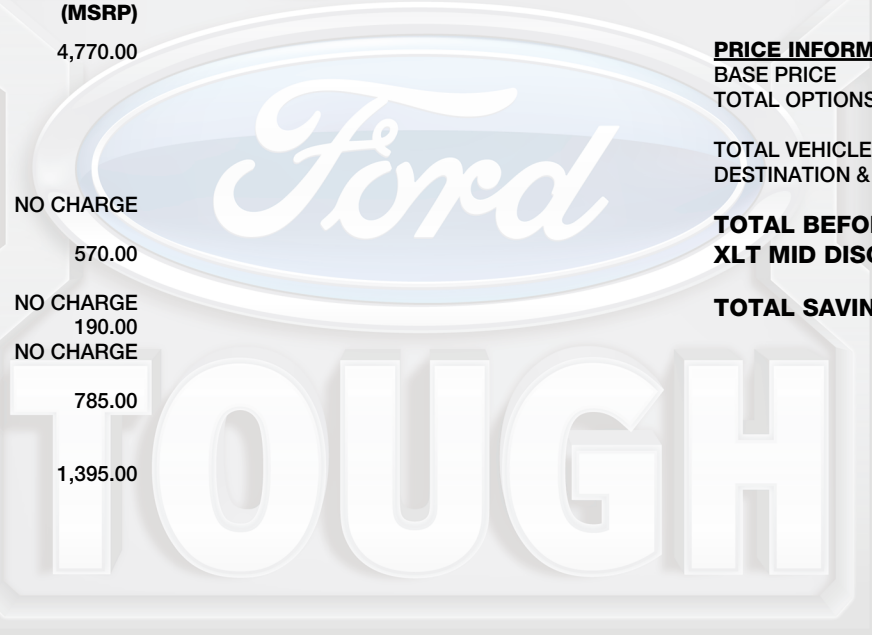 (MSRP)
4,770.00
NO CHARGE
570.00
NO CHARGE
190.00
NO CHARGE
785.00
1,395.00
PRICE INFORM
BASE PRICE
TOTAL OPTIONS
TOTAL VEHICLE
DESTINATION &
TOTAL BEFO
XLT MID DISC
TOTAL SAVIN
Ford
TOUGH